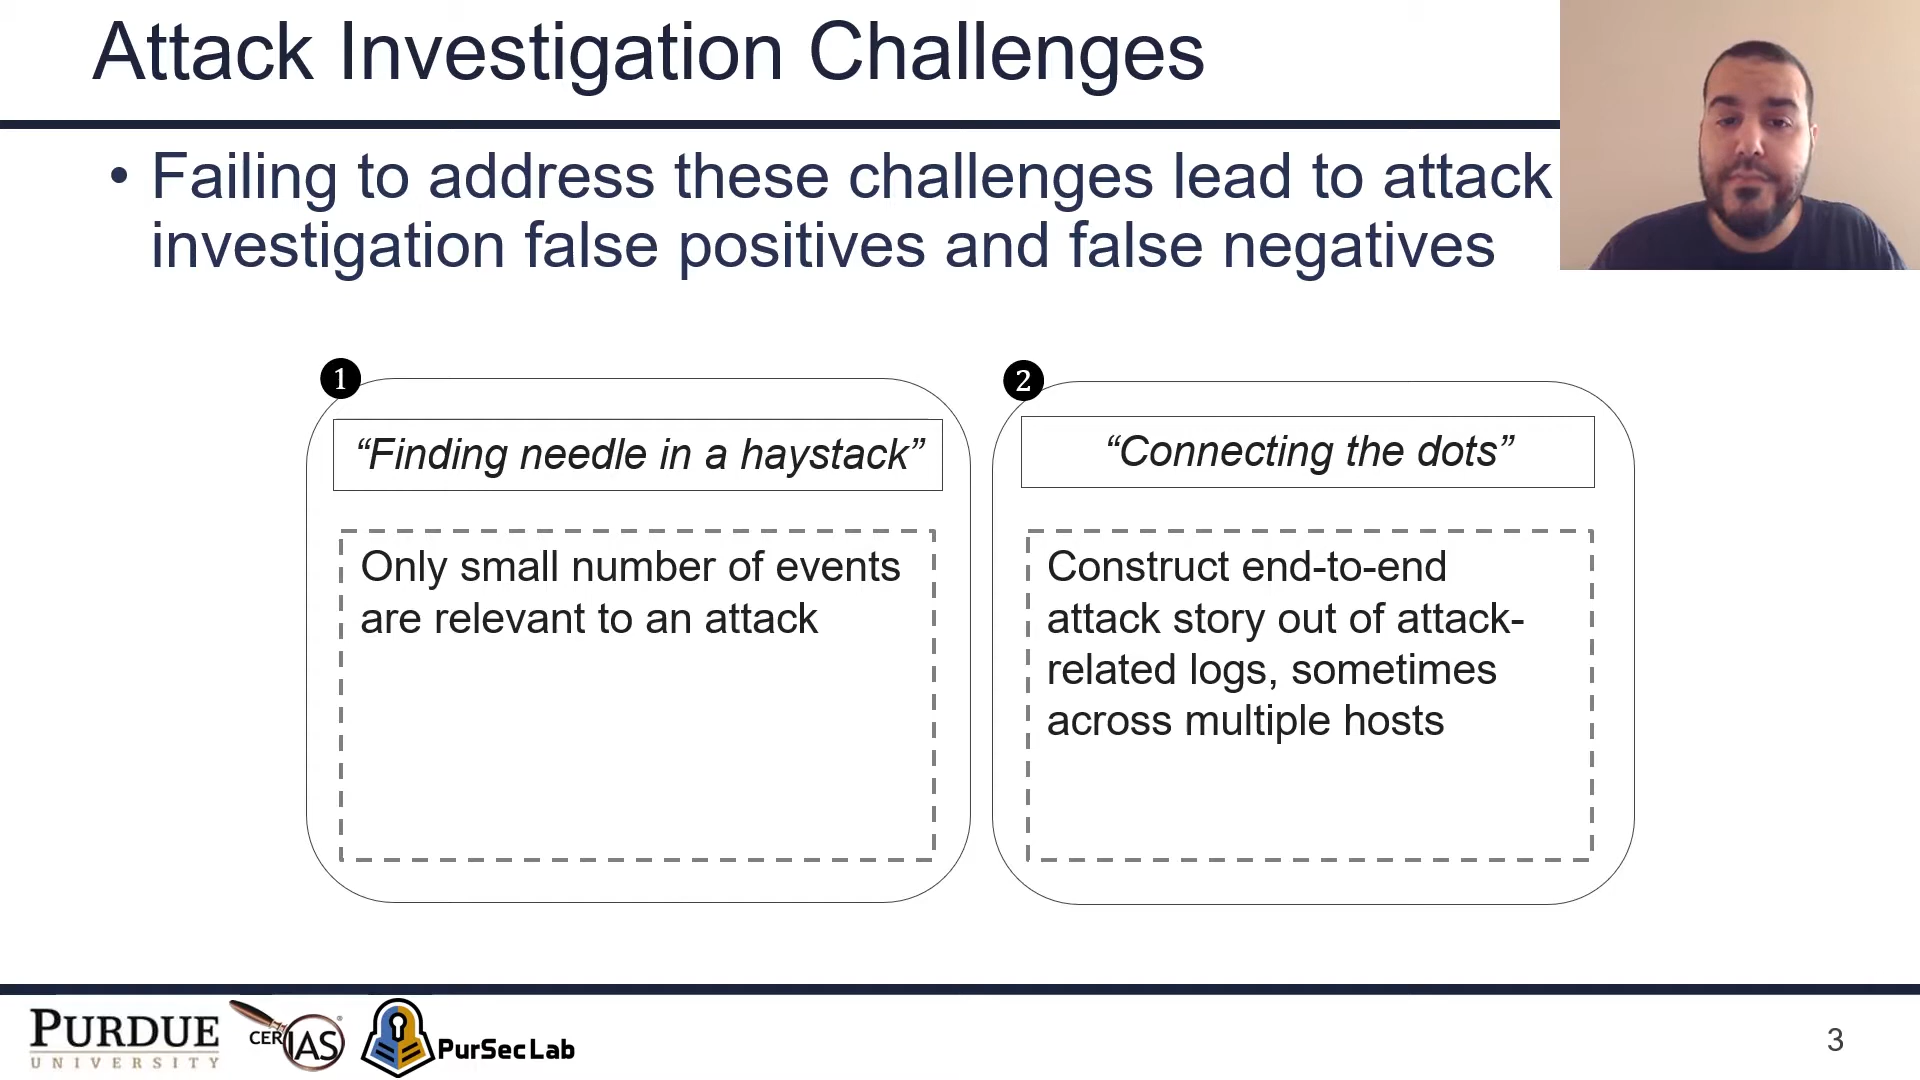 Attack Investigation Challenges
• Failing to address these challenges lead to attack
investigation false positives and false negatives
1
“Finding needle in a haystack”
Only small number of events
are relevant to an attack
2
“Connecting the dots”
Construct end-to-end
attack story out of attack-
related logs, sometimes
across multiple hosts
PURDUE
UNIVERSITY
CERIAS®
PurSecLab
3